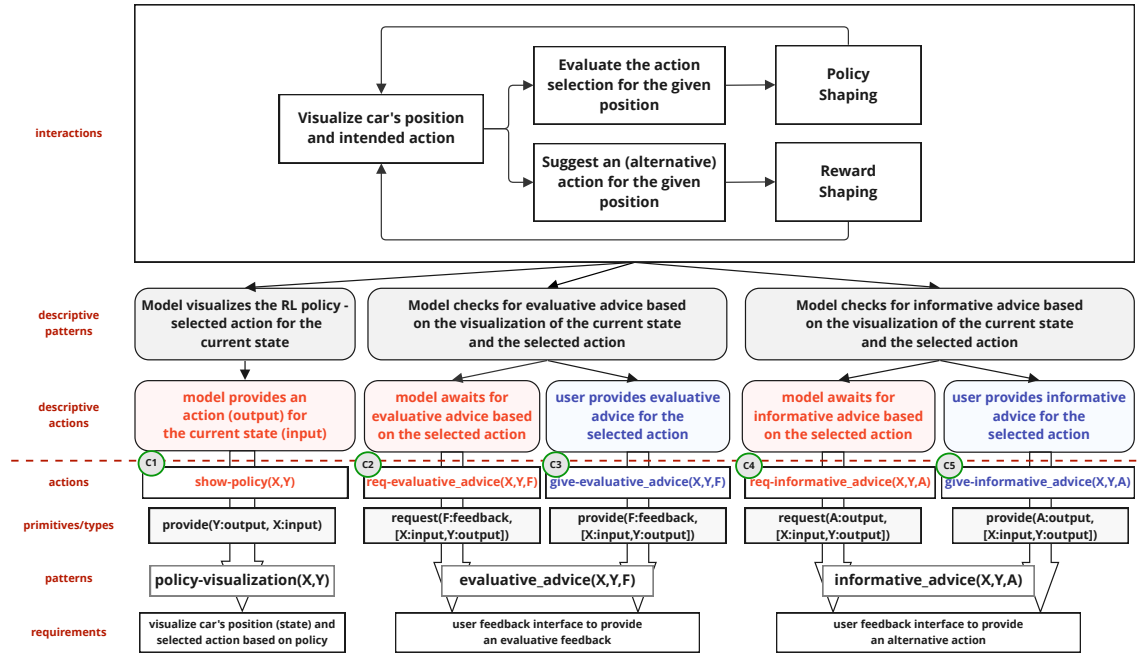 interactions
Visualize car's position
and intended action
Evaluate the action
selection for the given
position
Policy
Shaping
Suggest an (alternative)
action for the given
position
Reward
Shaping
descriptive
patterns
Model visualizes the RL policy -
selected action for the
current state
Model checks for evaluative advice based
on the visualization of the current state
and the selected action
Model checks for informative advice based
on the visualization of the current state
and the selected action
descriptive
actions
model provides an
action (output) for
the current state (input)
model awaits for
evaluative advice based
on the selected action
user provides evaluative
advice for the
selected action
model awaits for
informative advice based
on the selected action
user provides informative
advice for the
selected action
C1
C2
C3
C4
C5
actions
show-policy(X,Y)
req-evaluative_advice(X,Y,F)
give-evaluative_advice(X,Y,F)
req-informative_advice(X,Y,A)
give-informative_advice(X,Y,A)
primitives/types
provide(Y:output, X:input)
request(F:feedback,
[X:input,Y:output])
provide(F:feedback,
[X:input,Y:output])
request(A:output,
[X:input,Y:output])
provide(A:output,
[X:input,Y:output])
patterns
policy-visualization(X,Y)
evaluative_advice(X,Y,F)
informative_advice(X,Y,A)
requirements
visualize car's position (state) and
selected action based on policy
user feedback interface to provide
an evaluative feedback
user feedback interface to provide
an alternative action